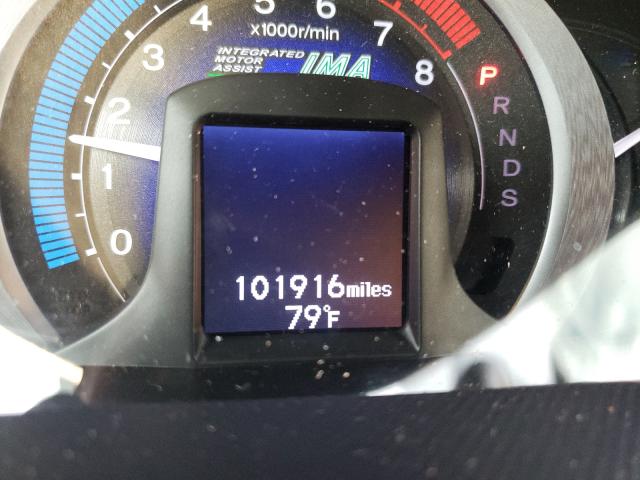 5
4
6
x1000r/min
3
7
INTEGRATED
MOTOR
ASSIST
IMA
8
P
2
R
N
1
D
S
0
101916miles
79°F